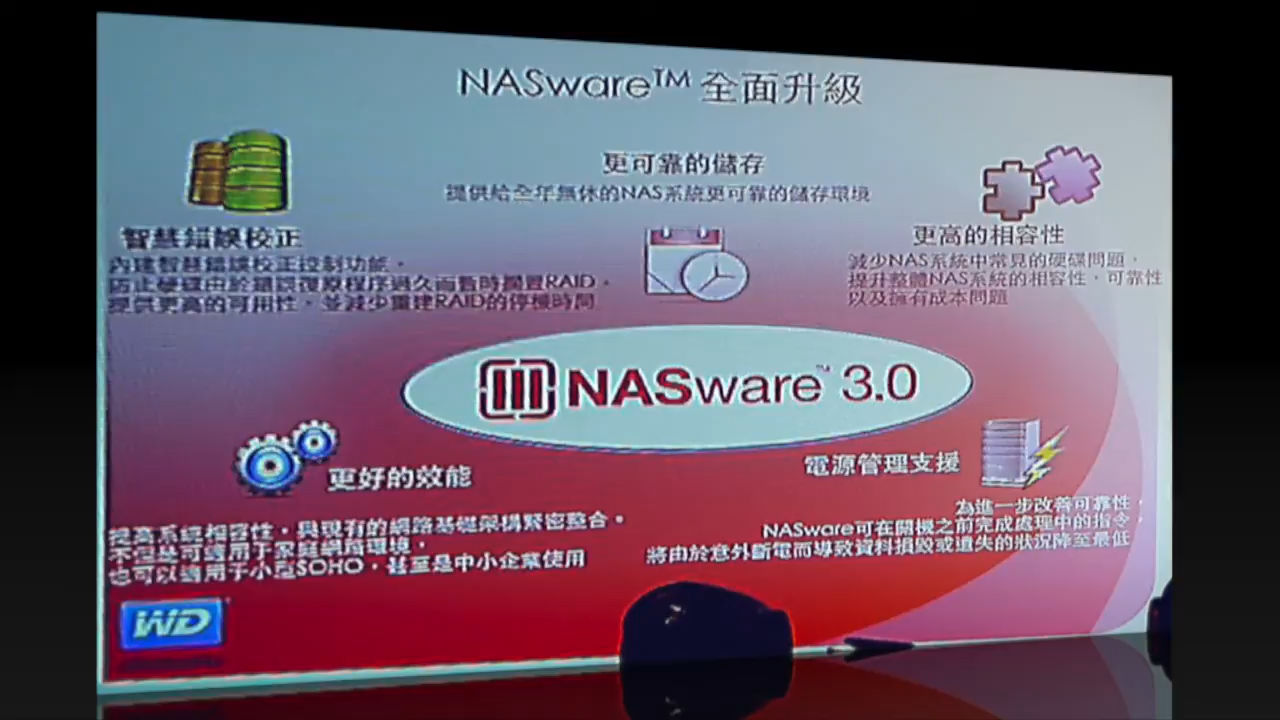 NASware™ 全面升級
更可靠的儲存
提供給全年無休的NAS系統更可靠的儲存環境
智慧錯誤校正
內建智慧錯誤校正控制功能，
防止硬碟由於錯誤復原程序過久而暫時擱置RAID，
提供更高的可用性，並減少重建RAID的停機時間
更高的相容性
減少NAS系統中常見的硬碟問題，
提升整體NAS系統的相容性，可靠性
以及擁有成本問題
NASware™ 3.0
更好的效能
提高系統相容性，與現有的網路基礎架構緊密整合。
不但是可適用于家庭網路環境，
也可以適用于小型SOHO，甚至是中小企業使用
電源管理支援
為進一步改善可靠性，
NASware可在關機之前完成處理中的指令，
將由於意外斷電而導致資料損毀或遺失的狀況降至最低
WD